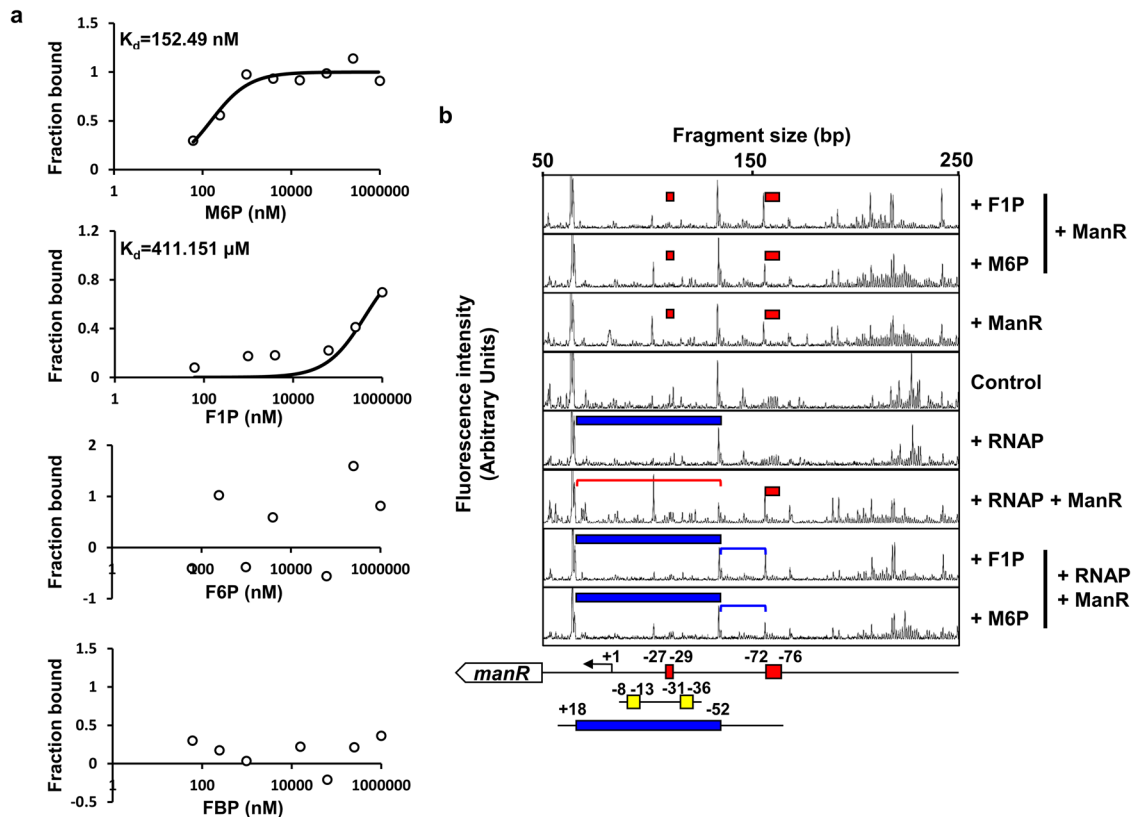 a
K_d=152.49 nM
Fraction bound
1.5
1
0.5
0
1 100 10000 1000000
M6P (nM)
K_d=411.151 µM
Fraction bound
1.2
0.8
0.4
0
1 100 10000 1000000
F1P (nM)
Fraction bound
2
1
0
-1
1 100 10000 1000000
F6P (nM)
Fraction bound
1.5
1
0.5
0
-0.5
1 100 10000 1000000
FBP (nM)
b
Fragment size (bp)
50 150 250
Fluorescence intensity
(Arbitrary Units)
+ F1P
+ M6P
+ ManR
+ ManR
Control
+ RNAP
+ RNAP + ManR
+ F1P
+ M6P
+ RNAP
+ ManR
manR
+1 -27 -29 -72 -76
-8 -13 -31 -36
+18 -52